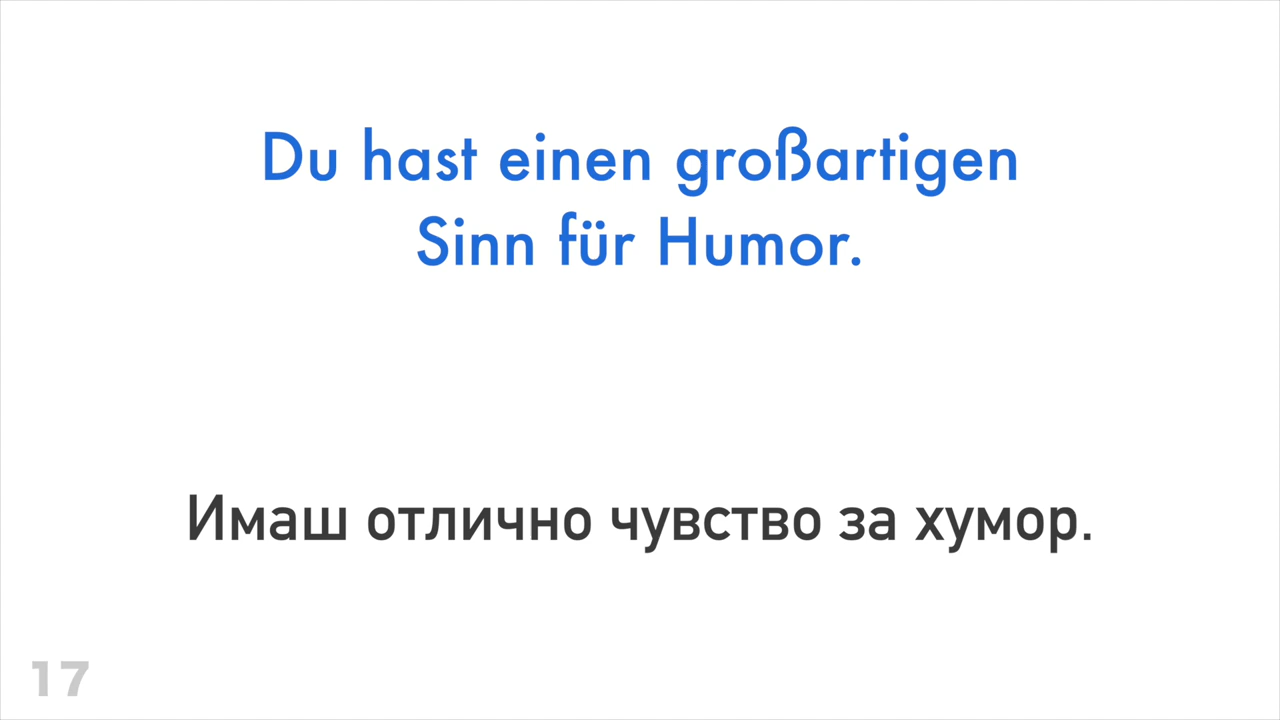 Du hast einen großartigen
Sinn für Humor.
Имаш отлично чувство за хумор.
17